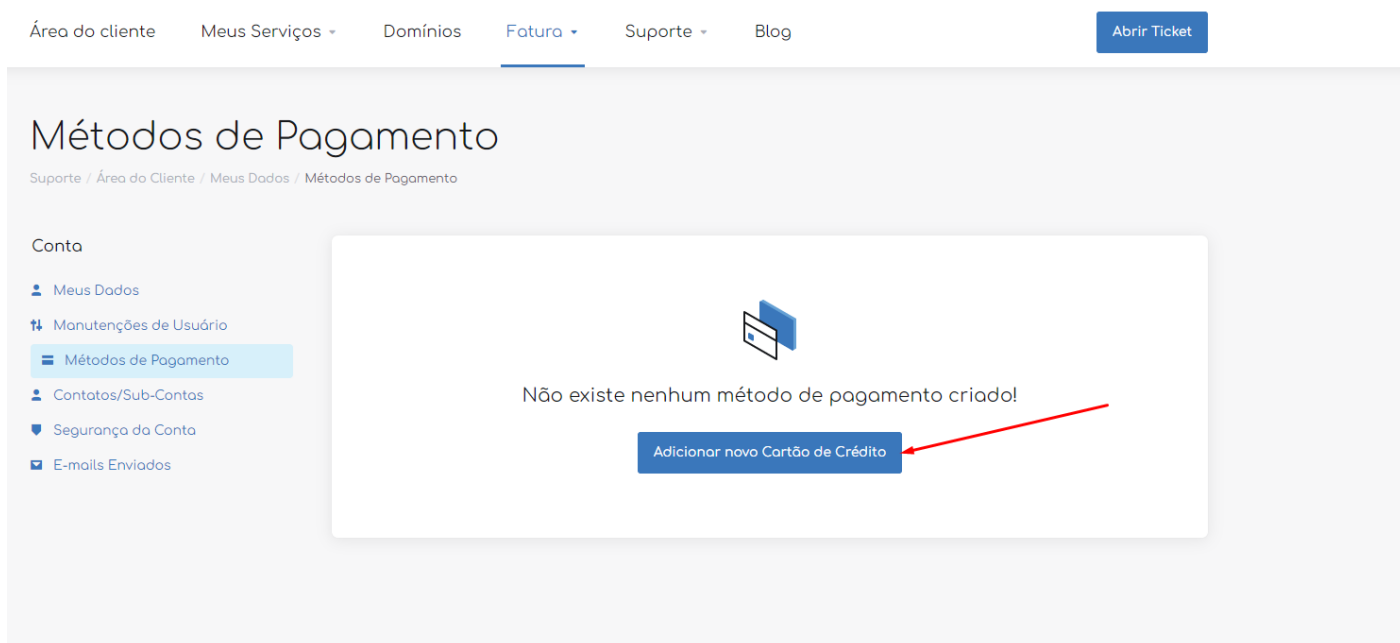 Área do cliente Meus Serviços Domínios Fatura Suporte Blog Abrir Ticket
Métodos de Pagamento
Suporte / Área do Cliente / Meus Dados / Métodos de Pagamento
Conta
Meus Dados
Manutenções de Usuário
Métodos de Pagamento
Contatos/Sub-Contas
Segurança da Conta
E-mails Enviados
Não existe nenhum método de pagamento criado!
Adicionar novo Cartão de Crédito